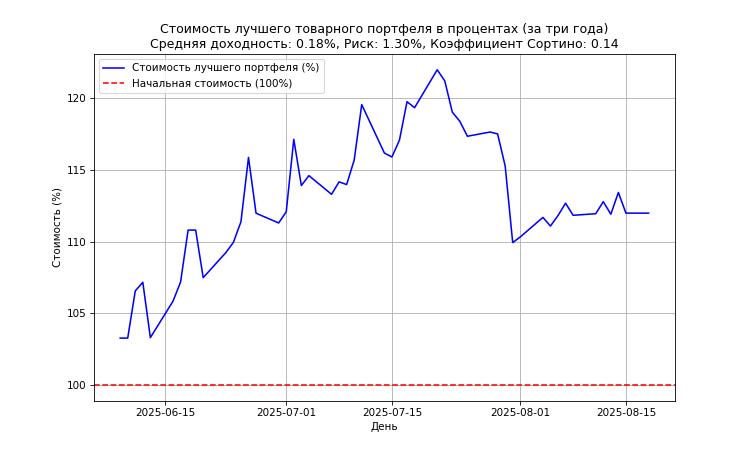 Стоимость лучшего товарного портфеля в процентах (за три года)
Средняя доходность: 0.18%, Риск: 1.30%, Коэффициент Сортино: 0.14
Стоимость лучшего портфеля (%)
Начальная стоимость (100%)
Стоимость (%)
120
115
110
105
100
2025-06-15
2025-07-01
2025-07-15
2025-08-01
2025-08-15
День